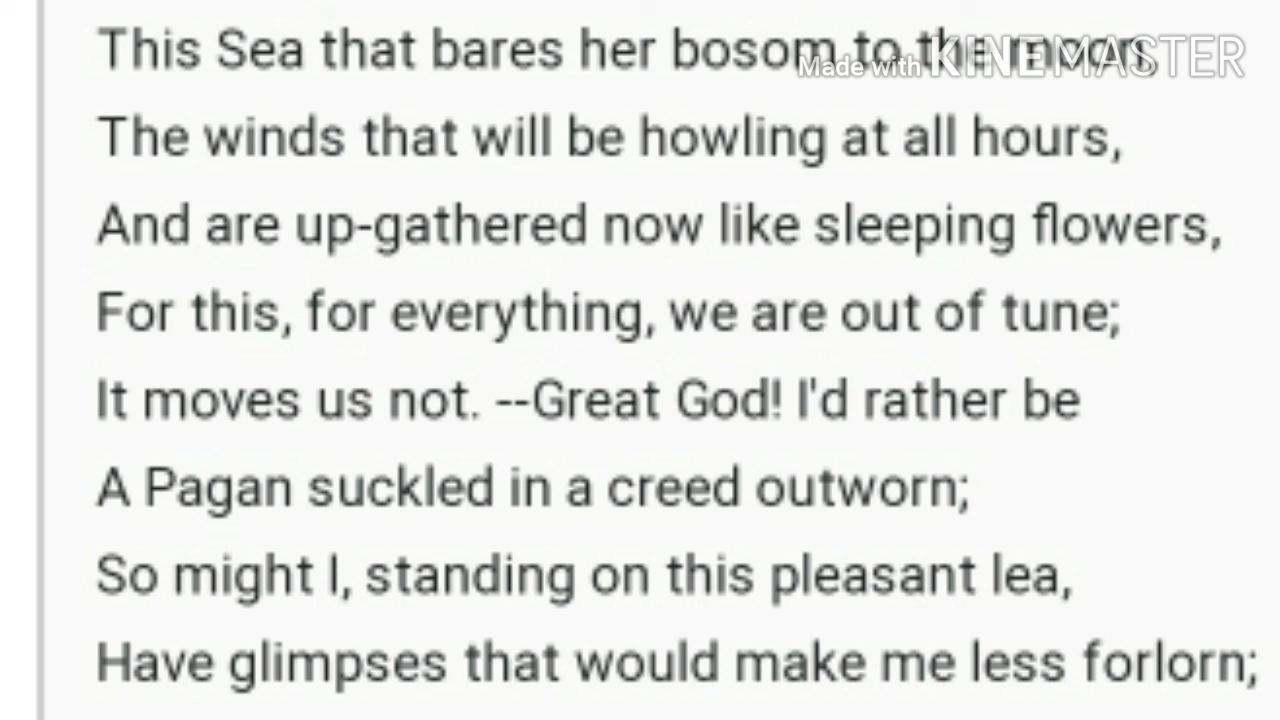 This Sea that bares her bosom to the moon,
Made with KINEMASTER
The winds that will be howling at all hours,
And are up-gathered now like sleeping flowers,
For this, for everything, we are out of tune;
It moves us not. --Great God! I'd rather be
A Pagan suckled in a creed outworn;
So might I, standing on this pleasant lea,
Have glimpses that would make me less forlorn;